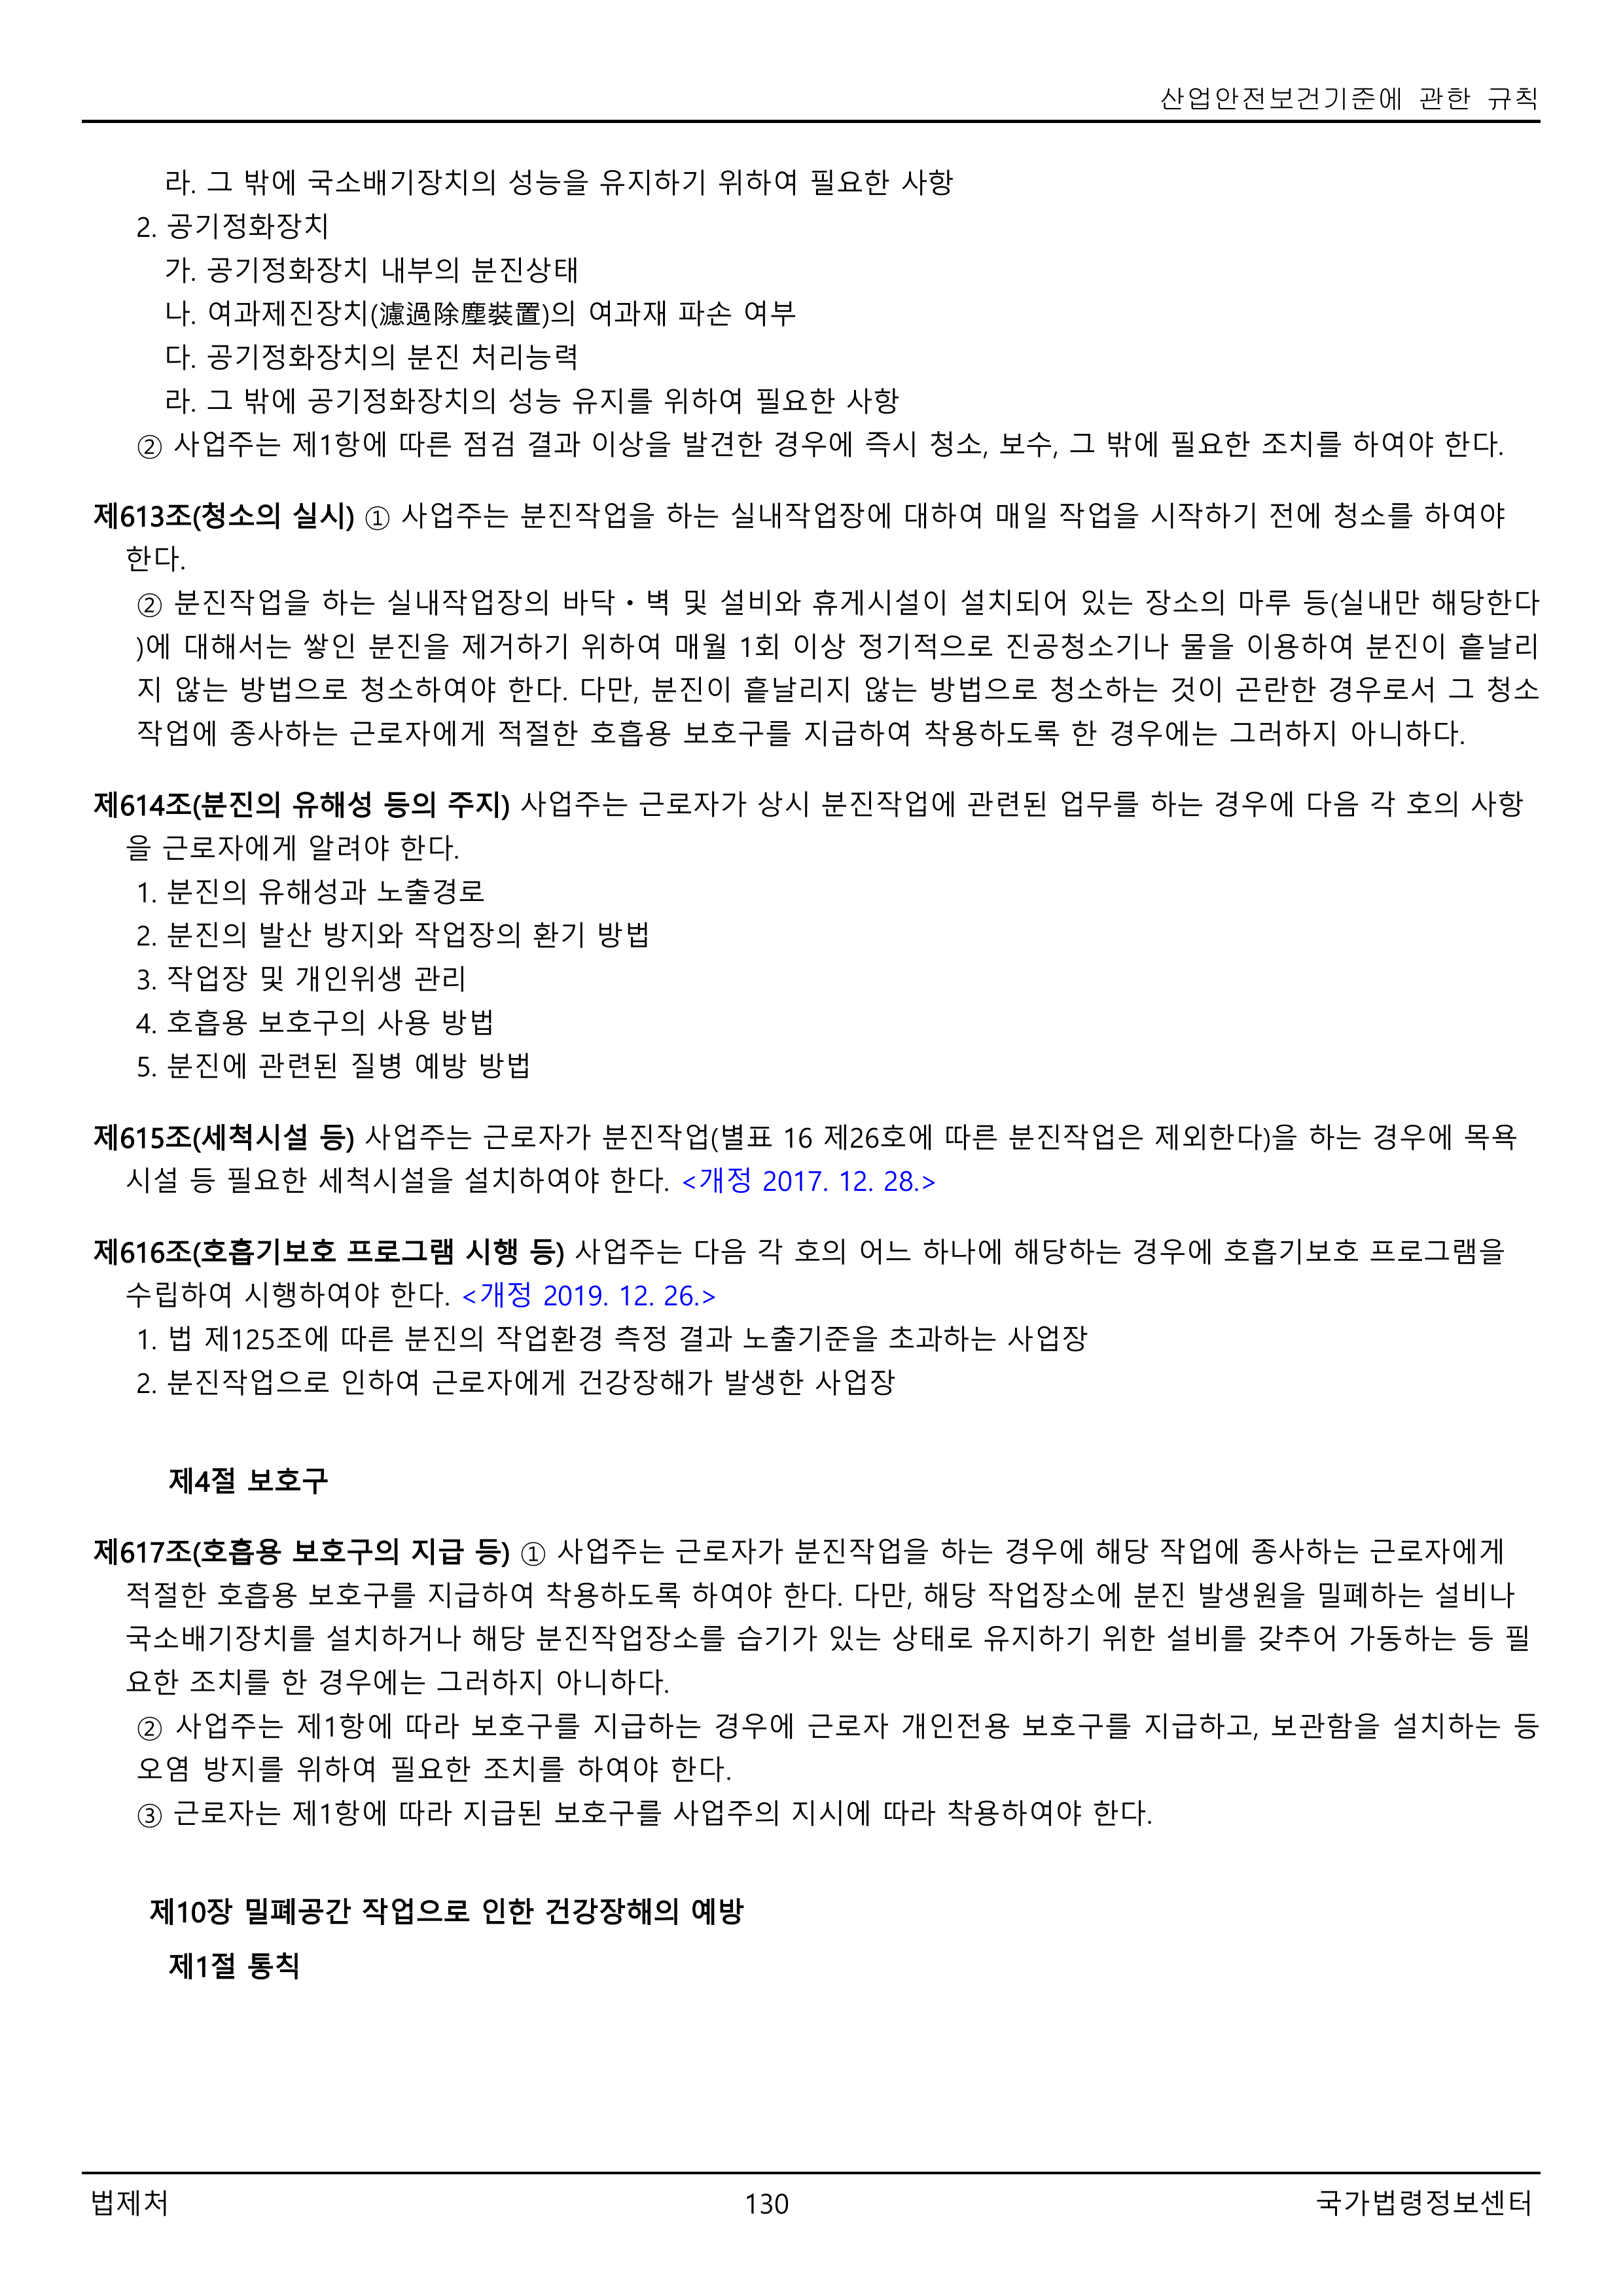 산업안전보건기준에 관한 규칙
라. 그 밖에 국소배기장치의 성능을 유지하기 위하여 필요한 사항
2. 공기정화장치
가. 공기정화장치 내부의 분진상태
나. 여과제진장치(濾過除塵裝置)의 여과재 파손 여부
다. 공기정화장치의 분진 처리능력
라. 그 밖에 공기정화장치의 성능 유지를 위하여 필요한 사항
② 사업주는 제1항에 따른 점검 결과 이상을 발견한 경우에 즉시 청소, 보수, 그 밖에 필요한 조치를 하여야 한다.
제613조(청소의 실시) ① 사업주는 분진작업을 하는 실내작업장에 대하여 매일 작업을 시작하기 전에 청소를 하여야
한다.
② 분진작업을 하는 실내작업장의 바닥ㆍ벽 및 설비와 휴게시설이 설치되어 있는 장소의 마루 등(실내만 해당한다
)에 대해서는 쌓인 분진을 제거하기 위하여 매월 1회 이상 정기적으로 진공청소기나 물을 이용하여 분진이 흩날리
지 않는 방법으로 청소하여야 한다. 다만, 분진이 흩날리지 않는 방법으로 청소하는 것이 곤란한 경우로서 그 청소
작업에 종사하는 근로자에게 적절한 호흡용 보호구를 지급하여 착용하도록 한 경우에는 그러하지 아니하다.
제614조(분진의 유해성 등의 주지) 사업주는 근로자가 상시 분진작업에 관련된 업무를 하는 경우에 다음 각 호의 사항
을 근로자에게 알려야 한다.
1. 분진의 유해성과 노출경로
2. 분진의 발산 방지와 작업장의 환기 방법
3. 작업장 및 개인위생 관리
4. 호흡용 보호구의 사용 방법
5. 분진에 관련된 질병 예방 방법
제615조(세척시설 등) 사업주는 근로자가 분진작업(별표 16 제26호에 따른 분진작업은 제외한다)을 하는 경우에 목욕
시설 등 필요한 세척시설을 설치하여야 한다. <개정 2017. 12. 28.>
제616조(호흡기보호 프로그램 시행 등) 사업주는 다음 각 호의 어느 하나에 해당하는 경우에 호흡기보호 프로그램을
수립하여 시행하여야 한다. <개정 2019. 12. 26.>
1. 법 제125조에 따른 분진의 작업환경 측정 결과 노출기준을 초과하는 사업장
2. 분진작업으로 인하여 근로자에게 건강장해가 발생한 사업장
제4절 보호구
제617조(호흡용 보호구의 지급 등) ① 사업주는 근로자가 분진작업을 하는 경우에 해당 작업에 종사하는 근로자에게
적절한 호흡용 보호구를 지급하여 착용하도록 하여야 한다. 다만, 해당 작업장소에 분진 발생원을 밀폐하는 설비나
국소배기장치를 설치하거나 해당 분진작업장소를 습기가 있는 상태로 유지하기 위한 설비를 갖추어 가동하는 등 필
요한 조치를 한 경우에는 그러하지 아니하다.
② 사업주는 제1항에 따라 보호구를 지급하는 경우에 근로자 개인전용 보호구를 지급하고, 보관함을 설치하는 등
오염 방지를 위하여 필요한 조치를 하여야 한다.
③ 근로자는 제1항에 따라 지급된 보호구를 사업주의 지시에 따라 착용하여야 한다.
제10장 밀폐공간 작업으로 인한 건강장해의 예방
제1절 통칙
법제처 130 국가법령정보센터